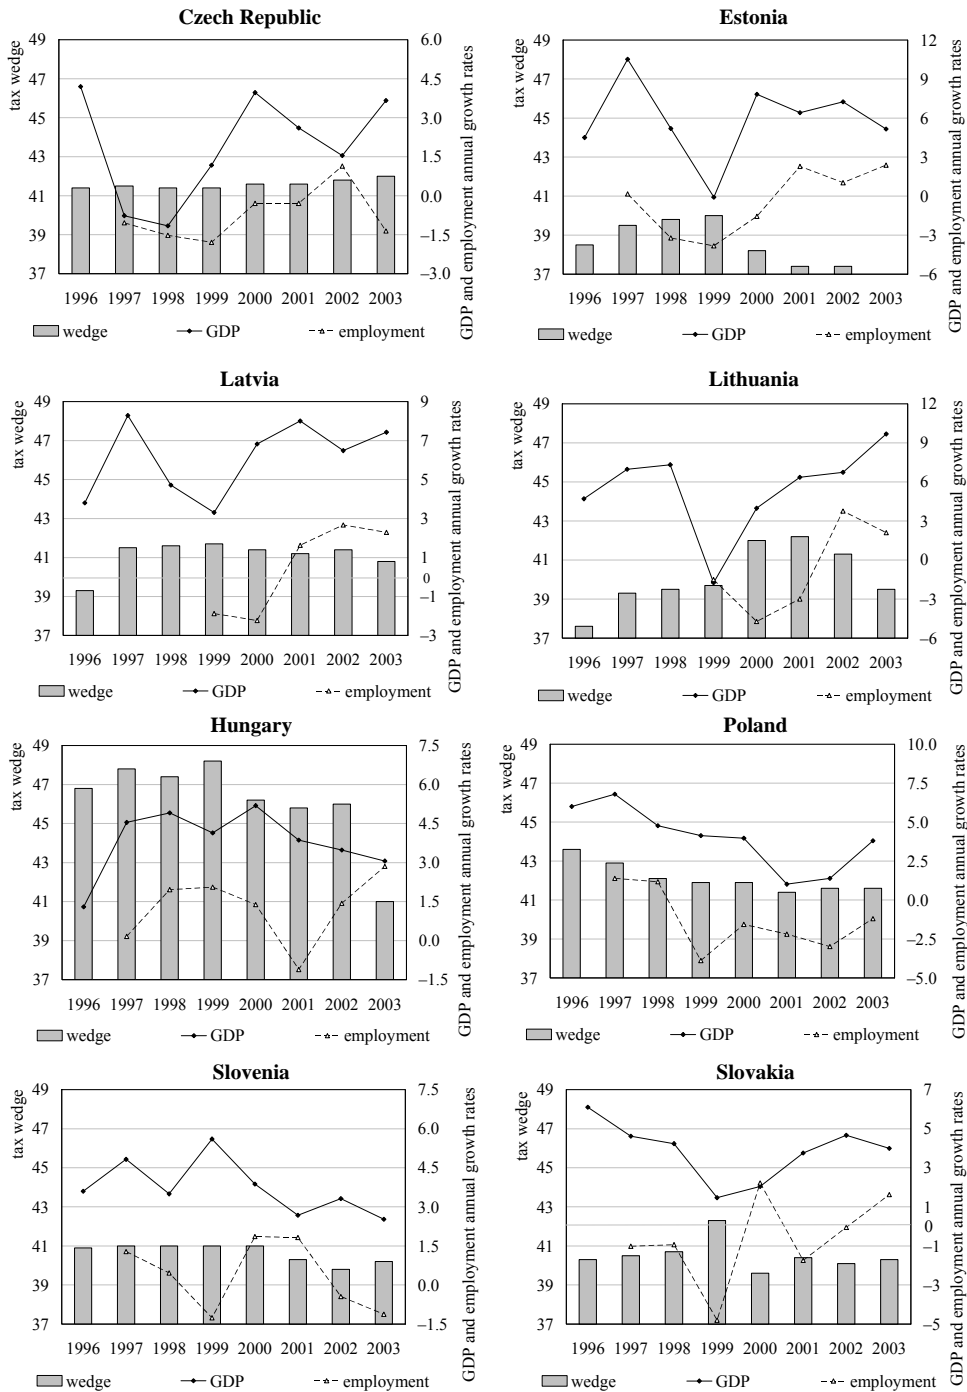 Czech Republic
tax wedge
49
47
45
43
41
39
37
6.0
4.5
3.0
1.5
0.0
–1.5
–3.0
GDP and employment annual growth rates
1996 1997 1998 1999 2000 2001 2002 2003
wedge GDP employment
Estonia
tax wedge
49
47
45
43
41
39
37
12
9
6
3
0
–3
–6
GDP and employment annual growth rates
1996 1997 1998 1999 2000 2001 2002 2003
wedge GDP employment
Latvia
tax wedge
49
47
45
43
41
39
37
9
7
5
3
1
0
–1
–3
GDP and employment annual growth rates
1996 1997 1998 1999 2000 2001 2002 2003
wedge GDP employment
Lithuania
tax wedge
49
47
45
43
41
39
37
12
9
6
3
0
–3
–6
GDP and employment annual growth rates
1996 1997 1998 1999 2000 2001 2002 2003
wedge GDP employment
Hungary
tax wedge
49
47
45
43
41
39
37
7.5
6.0
4.5
3.0
1.5
0.0
–1.5
GDP and employment annual growth rates
1996 1997 1998 1999 2000 2001 2002 2003
wedge GDP employment
Poland
tax wedge
49
47
45
43
41
39
37
10.0
7.5
5.0
2.5
0.0
–2.5
–5.0
GDP and employment annual growth rates
1996 1997 1998 1999 2000 2001 2002 2003
wedge GDP employment
Slovenia
tax wedge
49
47
45
43
41
39
37
7.5
6.0
4.5
3.0
1.5
0.0
–1.5
GDP and employment annual growth rates
1996 1997 1998 1999 2000 2001 2002 2003
wedge GDP employment
Slovakia
tax wedge
49
47
45
43
41
39
37
7
5
3
1
0
–1
–3
–5
GDP and employment annual growth rates
1996 1997 1998 1999 2000 2001 2002 2003
wedge GDP employment